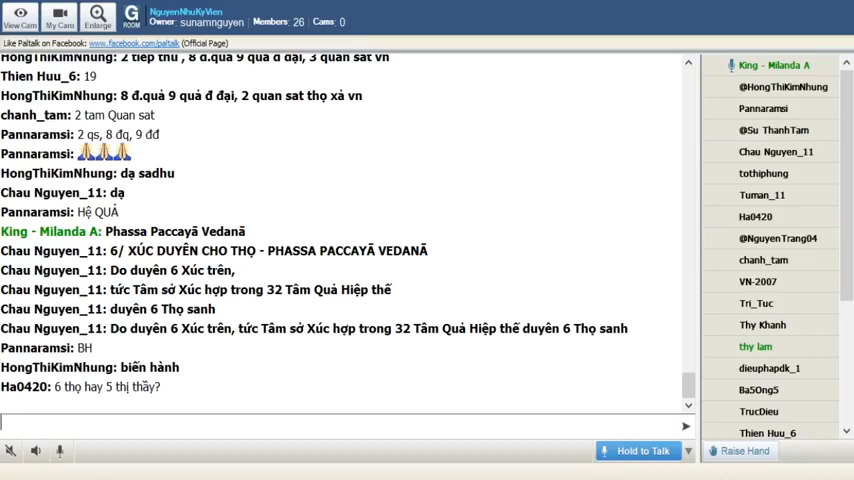 NguyenNhuKyVien
Owner: sunamnguyen Members: 26 Cams: 0
View Cam
My Cam
Enlarge
G
ROOM
Like Paltalk on Facebook: www.facebook.com/paltalk (Official Page)
HongThiKimNhung: 2 tiếp thu , 8 đ.quả 9 quả đ đại, 3 quan sat vn
Thien Huu_6: 19
HongThiKimNhung: 8 đ.quả 9 quả đ đại, 2 quan sat thọ xả vn
chanh_tam: 2 tam Quan sat
Pannaramsi: 2 qs, 8 đq, 9 đđ
Pannaramsi:
HongThiKimNhung: dạ sadhu
Chau Nguyen_11: dạ
Pannaramsi: Hệ QUẢ
King - Milanda A: Phassa Paccayā Vedanā
Chau Nguyen_11: 6/ XÚC DUYÊN CHO THỌ - PHASSA PACCAYĀ VEDANĀ
Chau Nguyen_11: Do duyên 6 Xúc trên,
Chau Nguyen_11: tức Tâm sở Xúc hợp trong 32 Tâm Quả Hiệp thế
Chau Nguyen_11: duyên 6 Thọ sanh
Chau Nguyen_11: Do duyên 6 Xúc trên, tức Tâm sở Xúc hợp trong 32 Tâm Quả Hiệp thế duyên 6 Thọ sanh
Pannaramsi: BH
HongThiKimNhung: biến hành
Ha0420: 6 thọ hay 5 thị thầy?
King - Milanda A
@HongThiKimNhung
Pannaramsi
@Su ThanhTam
Chau Nguyen_11
tothiphung
Tuman_11
Ha0420
@NguyenTrang04
chanh_tam
VN-2007
Tri_Tuc
Thy Khanh
thy lam
dieuphapdk_1
Ba5Ong5
TrucDieu
Thien Huu_6
Hold to Talk
Raise Hand